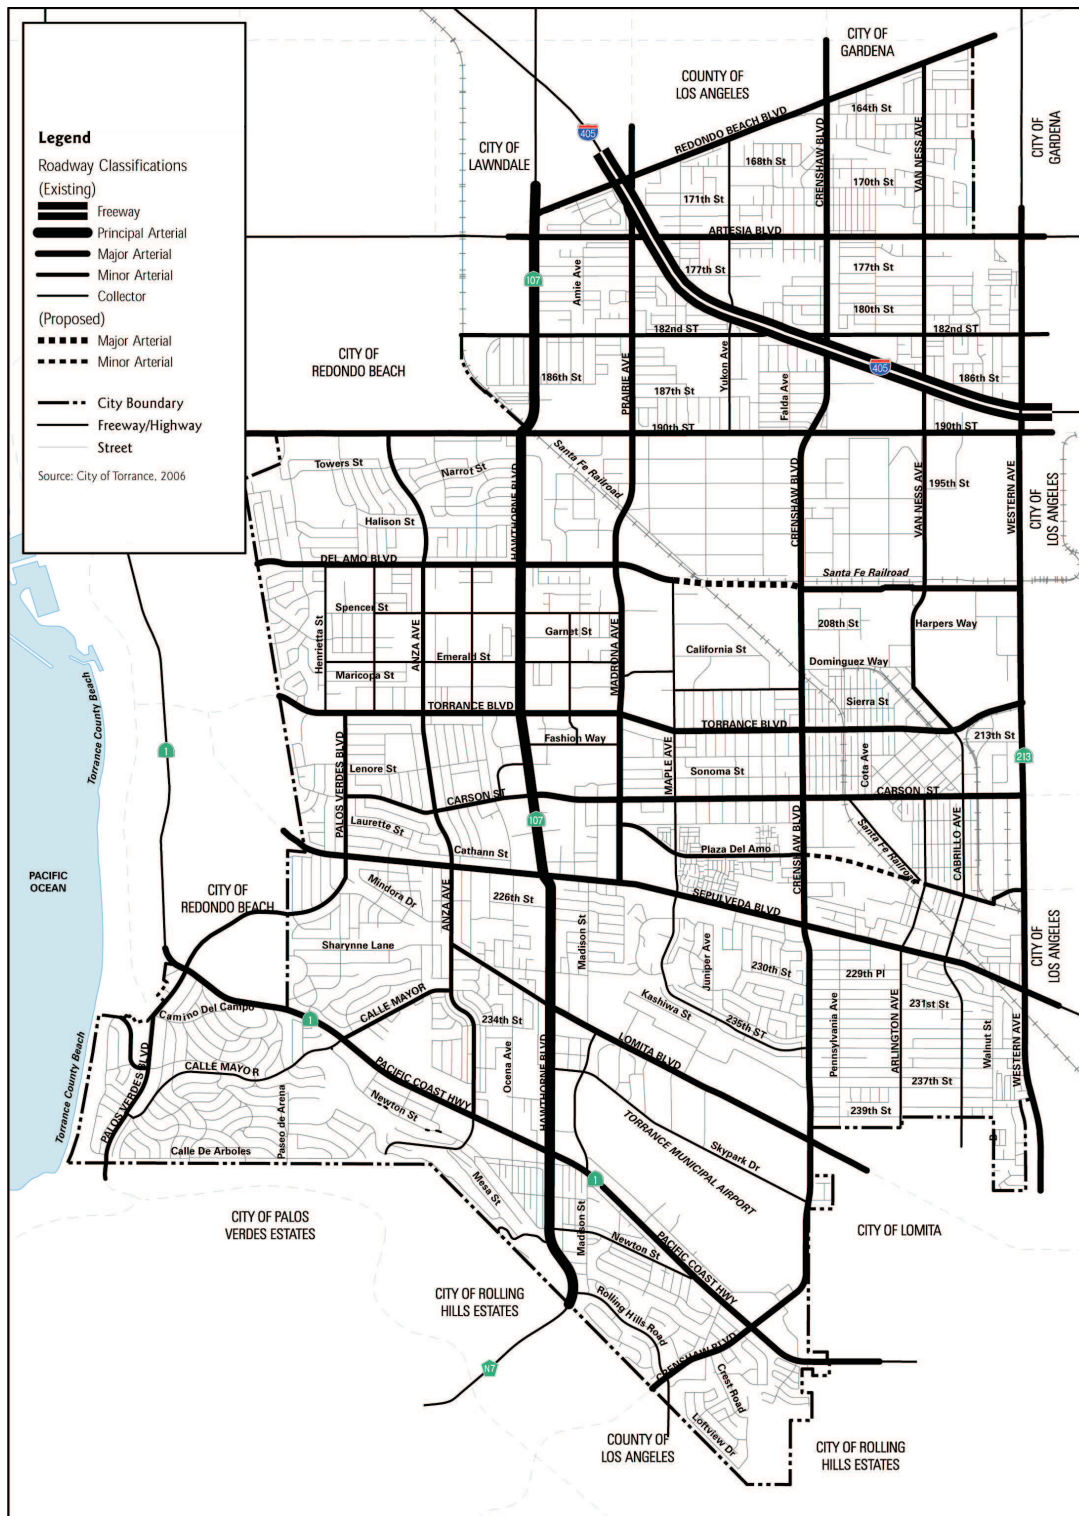 Legend
Roadway Classifications
(Existing)
Freeway
Principal Arterial
Major Arterial
Minor Arterial
Collector
(Proposed)
Major Arterial
Minor Arterial
City Boundary
Freeway/Highway
Street
Source: City of Torrance, 2006
CITY OF
GARDENA
COUNTY OF
LOS ANGELES
CITY OF
LAWNDALE
CITY OF
GARDENA
405
REDONDO BEACH BLVD
164th St
168th St
170th St
171th St
CRENSHAW BLVD
VAN NESS AVE
ARTESIA BLVD
107
Amie Ave
177th St
177th St
180th St
182nd ST
182nd ST
CITY OF
REDONDO BEACH
405
186th St
186th St
PRAIRIE AVE
187th St
Yukon Ave
Falda Ave
190th ST
190th ST
Towers St
Narrot St
HAWTHORNE BLVD
Santa Fe Railroad
CRENSHAW BLVD
VAN NESS AVE
195th St
WESTERN AVE
CITY OF
LOS ANGELES
Halison St
DEL AMO BLVD
Santa Fe Railroad
Spencer St
Henrietta St
ANZA AVE
Garnet St
208th St
Harpers Way
Emerald St
MADRONA AVE
California St
Dominguez Way
Maricopa St
Sierra St
TORRANCE BLVD
TORRANCE BLVD
Torrance County Beach
1
PALOS VERDES BLVD
Fashion Way
213th St
213
Lenore St
MAPLE AVE
Sonoma St
Cota Ave
CARSON ST
CARSON ST
107
Laurette St
Cathann St
Plaza Del Amo
CRENSHAW BLVD
Santa Fe Railroad
CABRILLO AVE
PACIFIC
OCEAN
CITY OF
REDONDO BEACH
Mindora Dr
ANZA AVE
226th St
SEPULVEDA BLVD
Madison St
Juniper Ave
Sharynne Lane
230th St
229th Pl
CITY OF
LOS ANGELES
Camino Del Campo
1
CALLE MAYOR
234th St
Kashiwa St
235th ST
231st St
Pennsylvania Ave
ARLINGTON AVE
Walnut St
WESTERN AVE
Torrance County Beach
PALOS VERDES BLVD
CALLE MAYOR
PACIFIC COAST HWY
Ocena Ave
HAWTHORNE BLVD
LOMITA BLVD
237th St
239th St
Paseo de Arena
Newton St
Calle De Arboles
TORRANCE MUNICIPAL AIRPORT
Skypark Dr
Mesa St
1
CITY OF PALOS
VERDES ESTATES
Madison St
Newton St
PACIFIC COAST HWY
CITY OF LOMITA
CITY OF ROLLING
HILLS ESTATES
Rolling Hills Road
N7
CRENSHAW BLVD
Crest Road
Loftview Dr
COUNTY OF
LOS ANGELES
CITY OF ROLLING
HILLS ESTATES